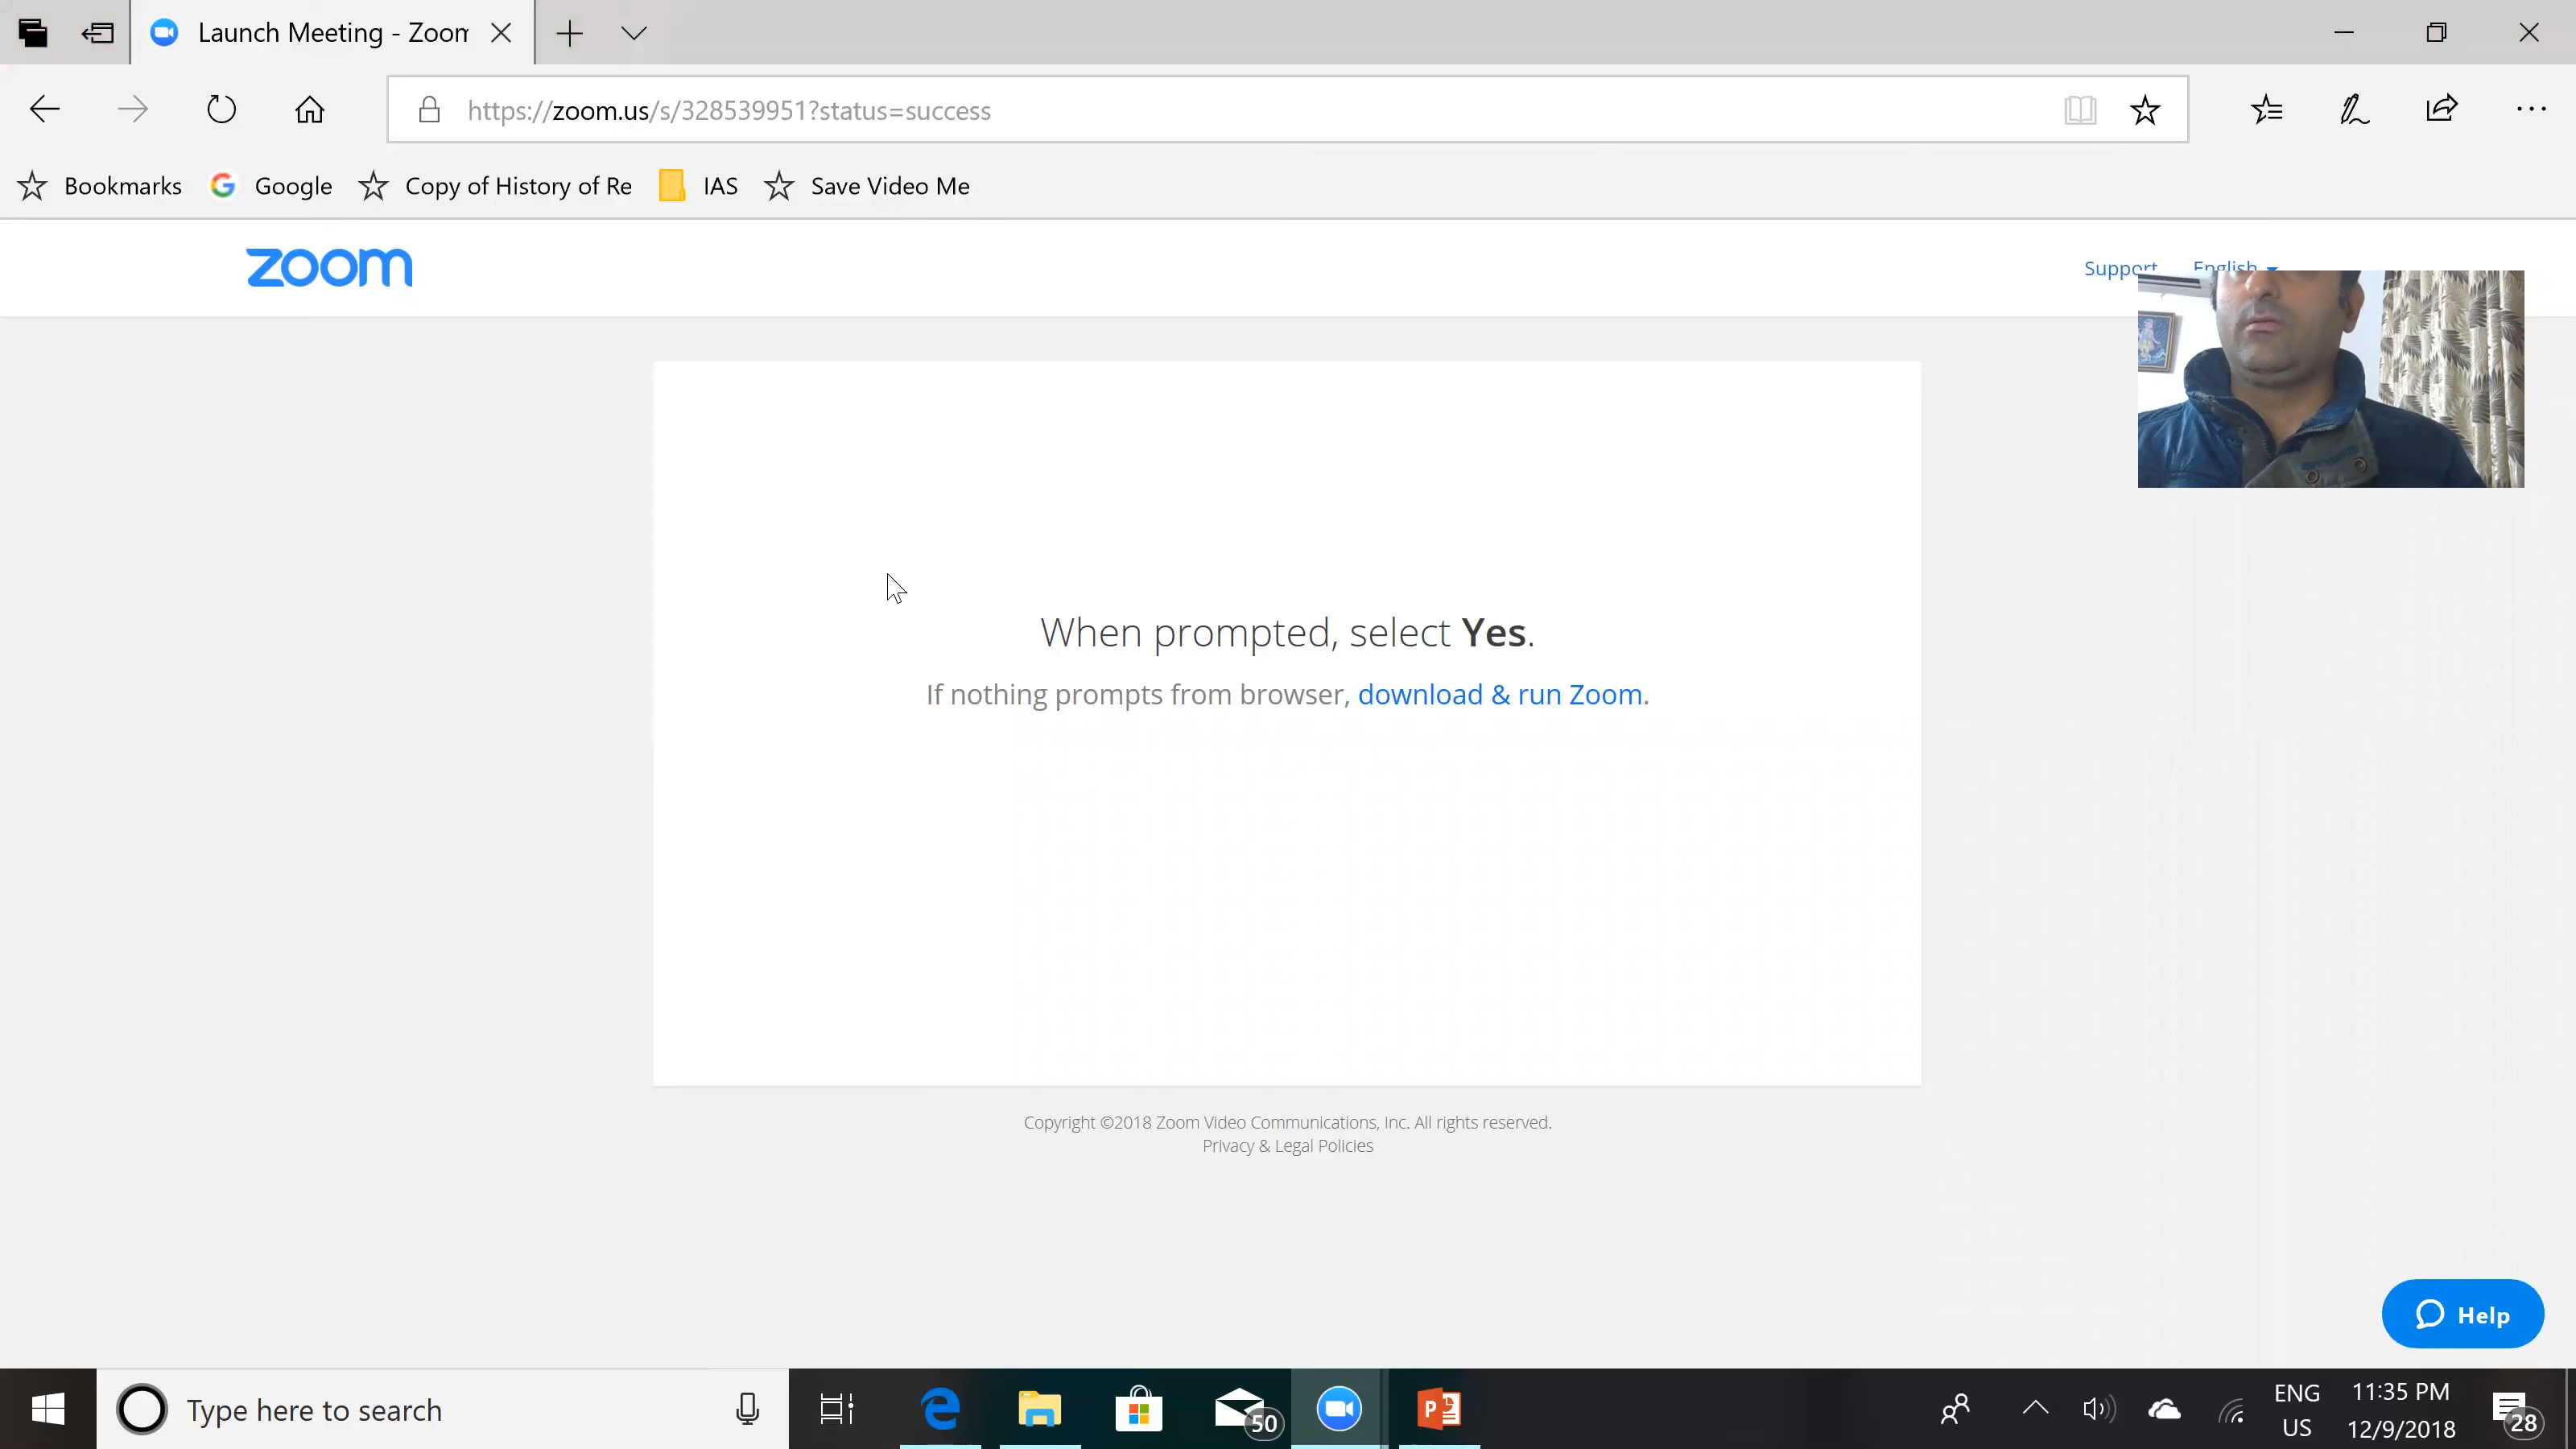 Launch Meeting - Zoom
https://zoom.us/s/328539951?status=success
Bookmarks Google Copy of History of Re IAS Save Video Me
zoom
Support English
When prompted, select Yes.
If nothing prompts from browser, download & run Zoom.
Copyright ©2018 Zoom Video Communications, Inc. All rights reserved.
Privacy & Legal Policies
Help
Type here to search
50
ENG
US
11:35 PM
12/9/2018
28